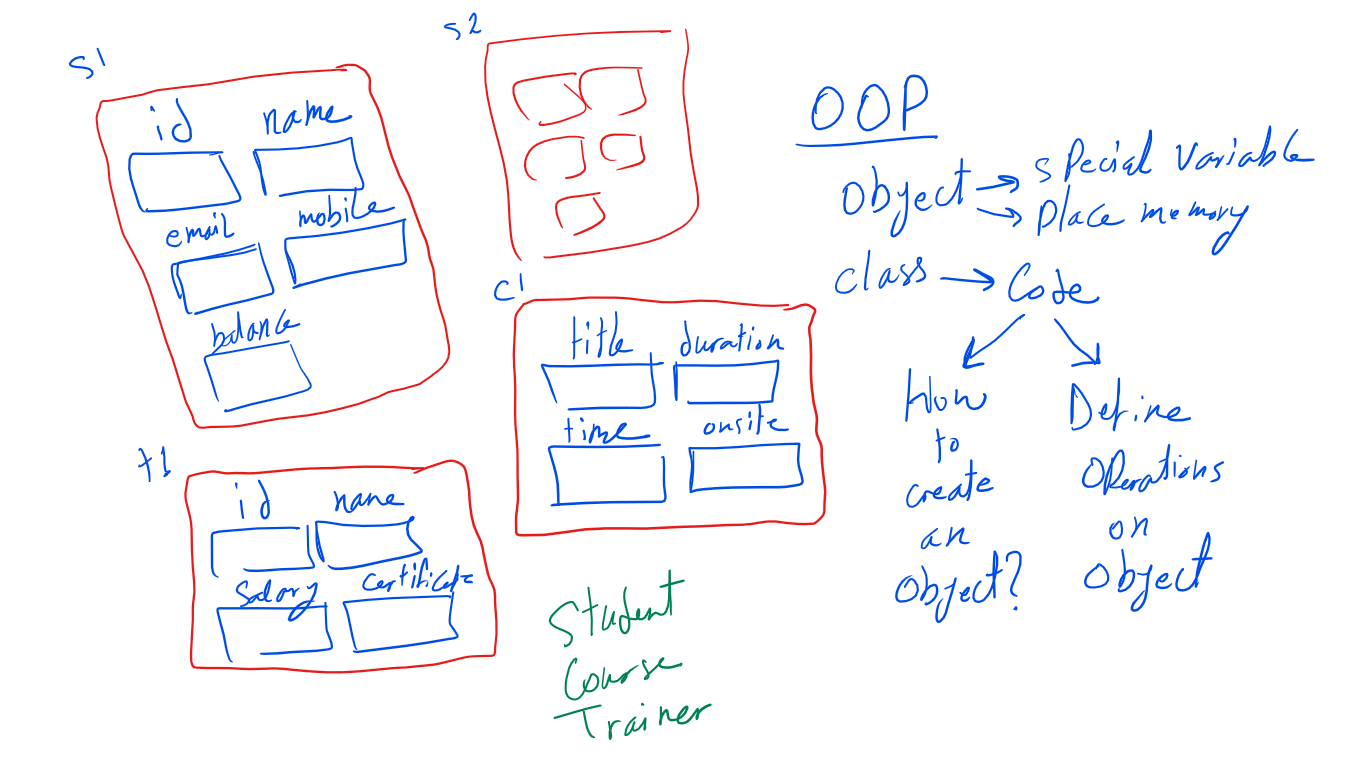 s1
id name
email mobile
balance
s2
c1
title duration
time onsite
t1
id name
salary certificate
Student
Course
Trainer
OOP
object → special variable
→ place memory
class → Code
How
to
create
an
object?
Define
operations
on
object